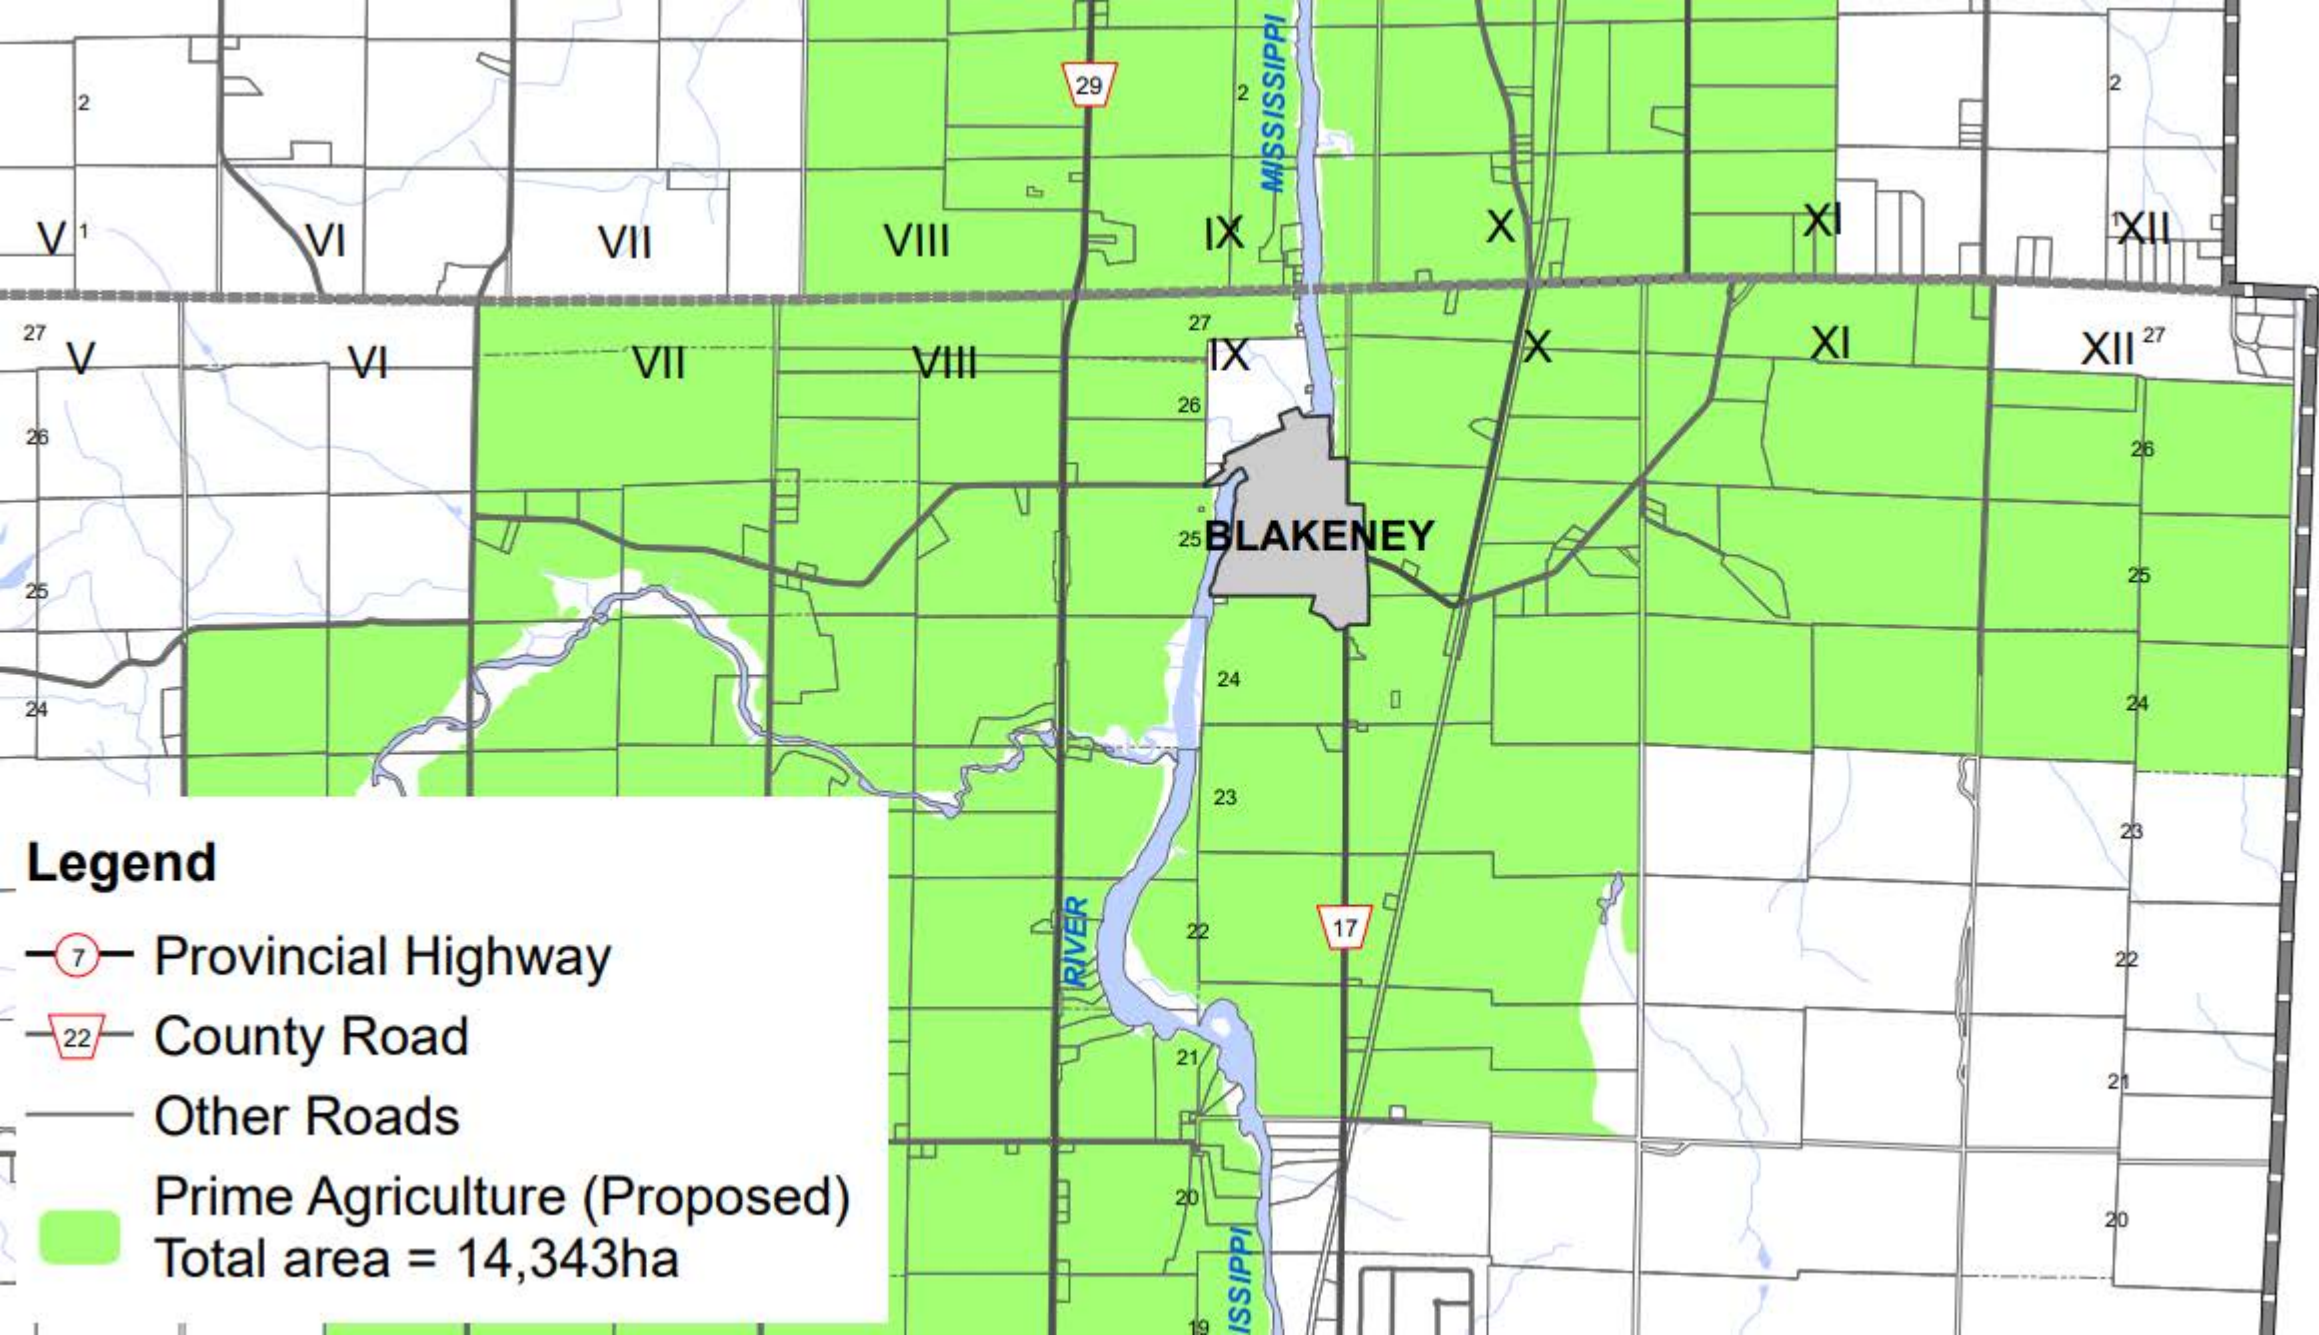 2
29
2
MISSISSIPPI
2
V
1
VI
VII
VIII
IX
X
XI
1
XII
27
V
VI
VII
VIII
27
IX
X
XI
XII
27
26
26
26
25
BLAKENEY
25
25
24
24
24
23
23
Legend
7
Provincial Highway
22
County Road
Other Roads
Prime Agriculture (Proposed)
Total area = 14,343ha
RIVER
22
17
22
21
21
20
20
ISSIPPI
19